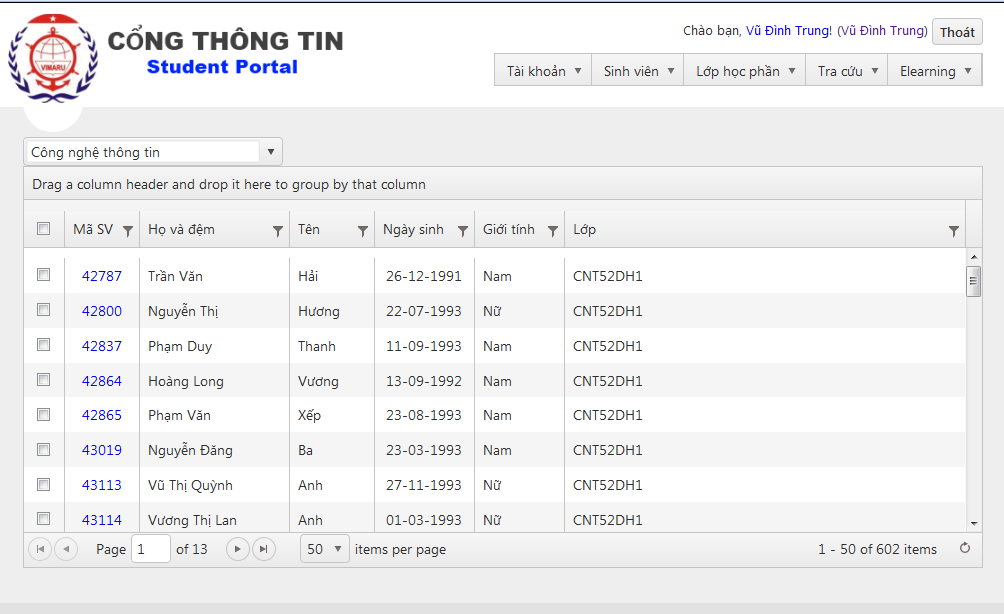 Chào bạn, Vũ Đình Trung! (Vũ Đình Trung) Thoát
VIMARU
CỔNG THÔNG TIN
Student Portal
Tài khoản Sinh viên Lớp học phần Tra cứu Elearning
Công nghệ thông tin
Drag a column header and drop it here to group by that column
Mã SV Họ và đệm Tên Ngày sinh Giới tính Lớp
42787 Trần Văn Hải 26-12-1991 Nam CNT52DH1
42800 Nguyễn Thị Hương 22-07-1993 Nữ CNT52DH1
42837 Phạm Duy Thanh 11-09-1993 Nam CNT52DH1
42864 Hoàng Long Vương 13-09-1992 Nam CNT52DH1
42865 Phạm Văn Xếp 23-08-1993 Nam CNT52DH1
43019 Nguyễn Đăng Ba 23-03-1993 Nam CNT52DH1
43113 Vũ Thị Quỳnh Anh 27-11-1993 Nữ CNT52DH1
43114 Vương Thị Lan Anh 01-03-1993 Nữ CNT52DH1
Page 1 of 13 50 items per page 1 - 50 of 602 items